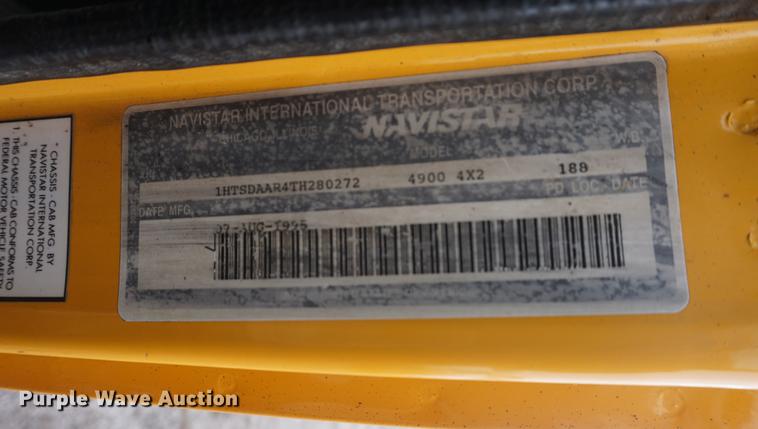 NAVISTAR INTERNATIONAL TRANSPORTATION CORP.
CHICAGO, ILLINOIS
NAVISTAR
MODEL
W.B.
1HTSDAAR4TH280272 4900 4X2 188
DATE MFG.
PD LOC. DATE
07-AUG-1995
* CHASSIS - CAB MFG. BY
NAVISTAR INTERNATIONAL
TRANSPORTATION CORP.
1. THIS CHASSIS - CAB CONFORMS TO
FEDERAL MOTOR VEHICLE SAFETY
Purple Wave Auction